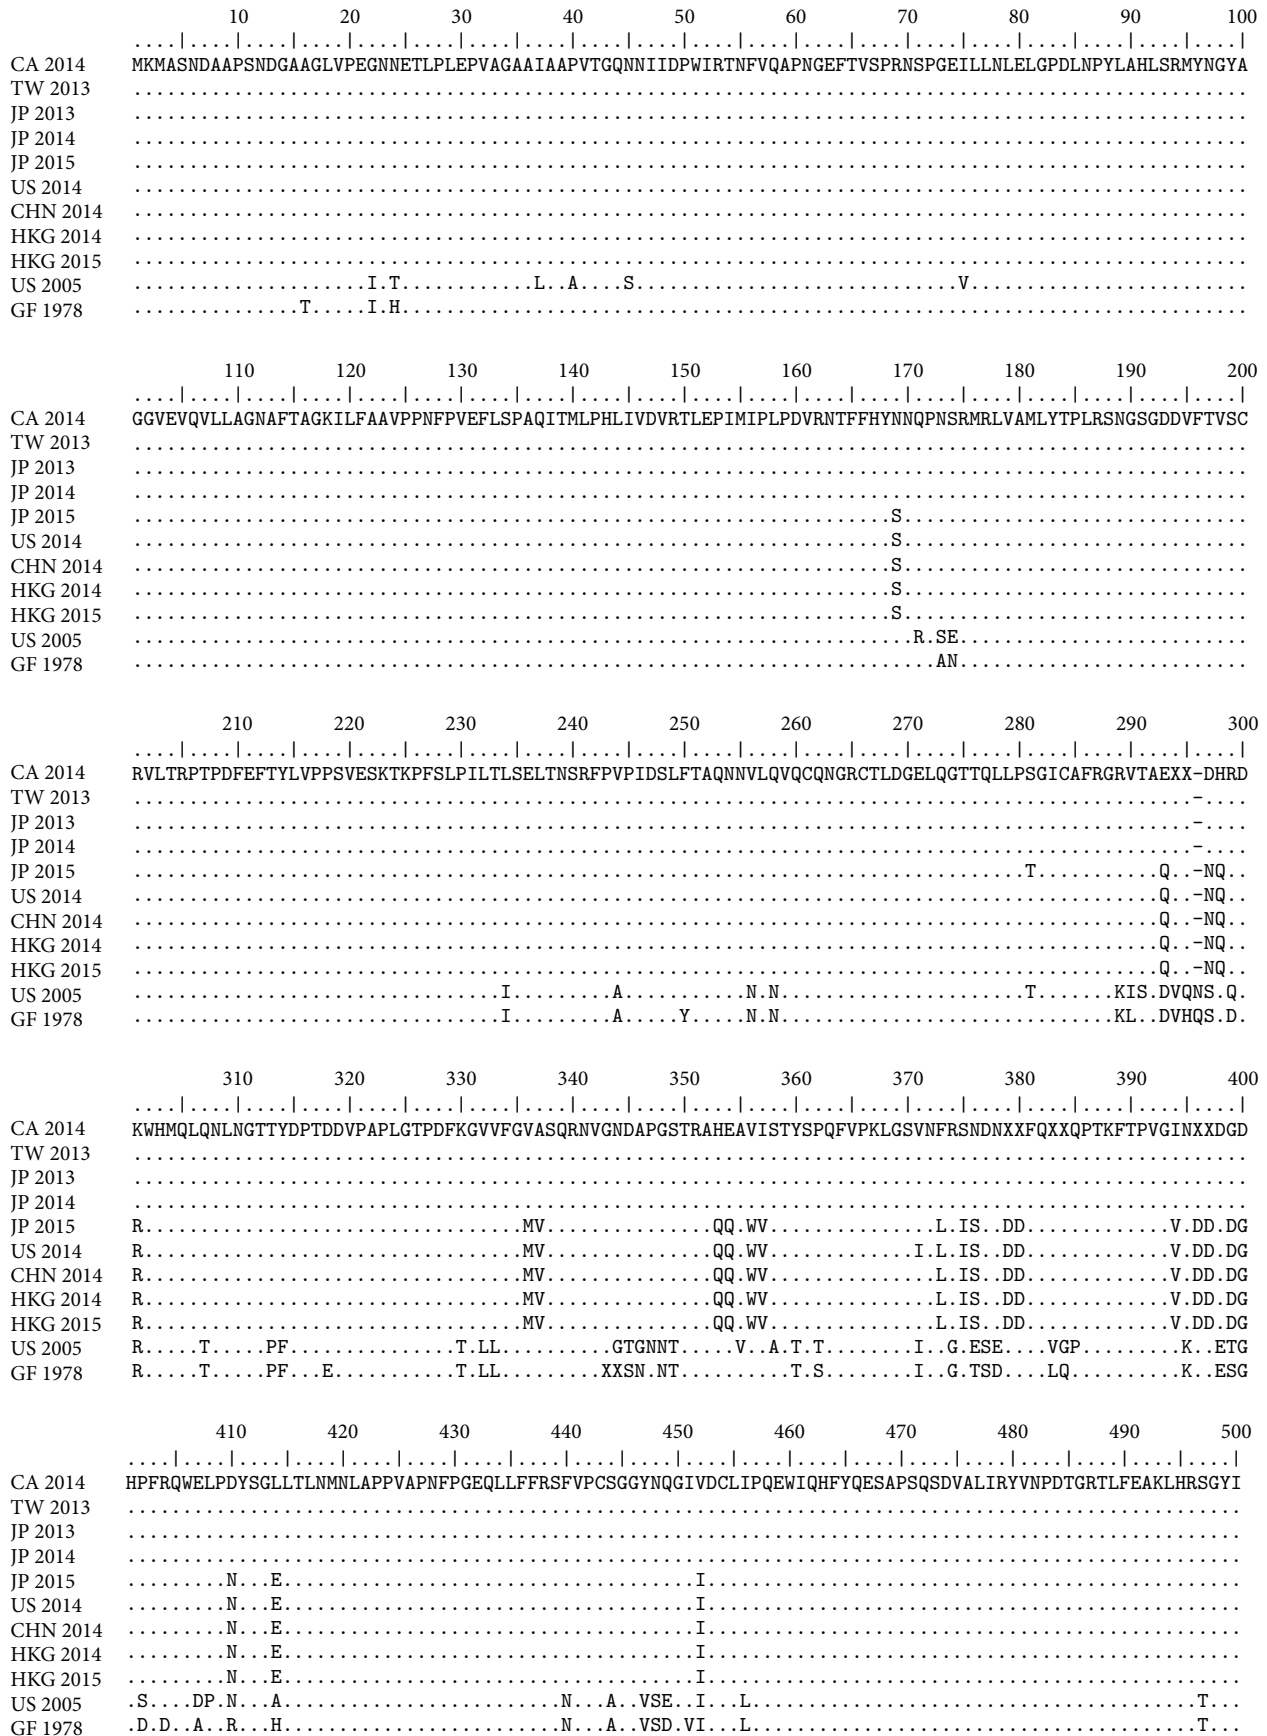 10 20 30 40 50 60 70 80 90 100
....|....|....|....|....|....|....|....|....|....|....|....|....|....|....|....|....|....|....|....|
CA 2014 MKMASNDAAPSNDGAAGLVPEGNNETLPLEPVAGAAIAAPVTGQNNIIDPWIRTNFVQAPNGEFTVSPRNSPGEILLNLELGPDLNPYLAHLSRMYNGYA
TW 2013 ....................................................................................................
JP 2013 ....................................................................................................
JP 2014 ....................................................................................................
JP 2015 ....................................................................................................
US 2014 ....................................................................................................
CHN 2014 ....................................................................................................
HKG 2014 ....................................................................................................
HKG 2015 ....................................................................................................
US 2005 .....................I.T............L..A....S.............................V.........................
GF 1978 ...............T.....I.H............................................................................
110 120 130 140 150 160 170 180 190 200
....|....|....|....|....|....|....|....|....|....|....|....|....|....|....|....|....|....|....|....|
CA 2014 GGVEVQVLLAGNAFTAGKILFAAVPPNFPVEFLSPAQITMLPHLIVDVRTLEPIMIPLPDVRNTFFHYNNQPNSRMRLVAMLYTPLRSNGSGDDVFTVSC
TW 2013 ....................................................................................................
JP 2013 ....................................................................................................
JP 2014 ....................................................................................................
JP 2015 ....................................................................S...............................
US 2014 ....................................................................S...............................
CHN 2014 ....................................................................S...............................
HKG 2014 ....................................................................S...............................
HKG 2015 ....................................................................S...............................
US 2005 ......................................................................R.SE..........................
GF 1978 ........................................................................AN..........................
210 220 230 240 250 260 270 280 290 300
....|....|....|....|....|....|....|....|....|....|....|....|....|....|....|....|....|....|....|....|
CA 2014 RVLTRPTPDFEFTYLVPPSVESKTKPFSLPILTLSELTNSRFPVPIDSLFTAQNNVLQVQCQNGRCTLDGELQGTTQLLPSGICAFRGRVTAEXX-DHRD
TW 2013 ...............................................................................................-....
JP 2013 ...............................................................................................-....
JP 2014 ...............................................................................................-....
JP 2015 ................................................................................T...........Q..-NQ..
US 2014 ............................................................................................Q..-NQ..
CHN 2014 ............................................................................................Q..-NQ..
HKG 2014 ............................................................................................Q..-NQ..
HKG 2015 ............................................................................................Q..-NQ..
US 2005 .................................I.........A...........N.N......................T.......KIS.DVQNS.Q.
GF 1978 .................................I.........A.....Y.....N.N..............................KL..DVHQS.D.
310 320 330 340 350 360 370 380 390 400
....|....|....|....|....|....|....|....|....|....|....|....|....|....|....|....|....|....|....|....|
CA 2014 KWHMQLQNLNGTTYDPTDDVPAPLGTPDFKGVVFGVASQRNVGNDAPGSTRAHEAVISTYSPQFVPKLGSVNFRSNDNXXFQXXQPTKFTPVGINXXDGD
TW 2013 ....................................................................................................
JP 2013 ....................................................................................................
JP 2014 ....................................................................................................
JP 2015 R..................................MV...............QQ.WV...............L.IS..DD.............V.DD.DG
US 2014 R..................................MV...............QQ.WV.............I.L.IS..DD.............V.DD.DG
CHN 2014 R..................................MV...............QQ.WV...............L.IS..DD.............V.DD.DG
HKG 2014 R..................................MV...............QQ.WV...............L.IS..DD.............V.DD.DG
HKG 2015 R..................................MV...............QQ.WV...............L.IS..DD.............V.DD.DG
US 2005 R.....T.....PF...............T.LL..........GTGNNT.....V..A.T.T........I..G.ESE....VGP.........K..ETG
GF 1978 R.....T.....PF...E...........T.LL.........XXSN.NT..........T.S........I..G.TSD....LQ..........K..ESG
410 420 430 440 450 460 470 480 490 500
....|....|....|....|....|....|....|....|....|....|....|....|....|....|....|....|....|....|....|....|
CA 2014 HPFRQWELPDYSGLLTLNMNLAPPVAPNFPGEQLLFFRSFVPCSGGYNQGIVDCLIPQEWIQHFYQESAPSQSDVALIRYVNPDTGRTLFEAKLHRSGYI
TW 2013 ....................................................................................................
JP 2013 ....................................................................................................
JP 2014 ....................................................................................................
JP 2015 .........N...E.....................................I................................................
US 2014 .........N...E.....................................I................................................
CHN 2014 .........N...E.....................................I................................................
HKG 2014 .........N...E.....................................I................................................
HKG 2015 .........N...E.....................................I................................................
US 2005 .S....DP.N...A.........................N...A..VSE..I...L........................................T...
GF 1978 .D.D..A..R...H.........................N...A..VSD.VI...L........................................T...